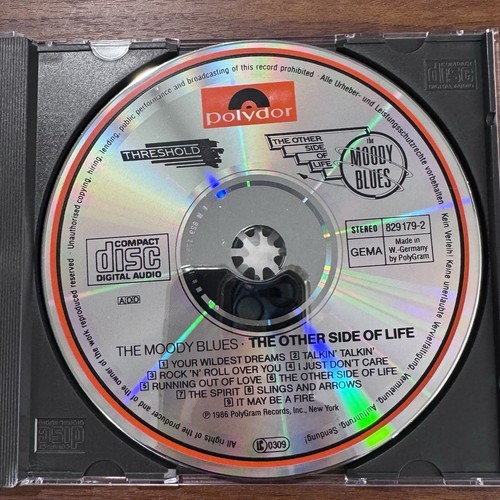 All rights of the producer and of the owner of the work reproduced reserved · Unauthorised copying, hiring, lending, public performance and broadcasting of this record prohibited · Alle Urheber- und Leistungsschutzrechte vorbehalten · Kein Verleih! Keine unerlaubte Vervielfältigung, Vermietung, Aufführung, Sendung!
polydor
THRESHOLD
THE OTHER
SIDE
OF
LIFE
The
MOODY
BLUES
COMPACT
disc
DIGITAL AUDIO
STEREO
829179-2
GEMA
Made in
W.-Germany
by PolyGram
ADD
THE MOODY BLUES · THE OTHER SIDE OF LIFE
1 YOUR WILDEST DREAMS 2 TALKIN' TALKIN'
3 ROCK 'N' ROLL OVER YOU 4 I JUST DON'T CARE
5 RUNNING OUT OF LOVE 6 THE OTHER SIDE OF LIFE
7 THE SPIRIT 8 SLINGS AND ARROWS
9 IT MAY BE A FIRE
℗ 1986 PolyGram Records, Inc., New York
LC 0309
COMPACT
disc
disc